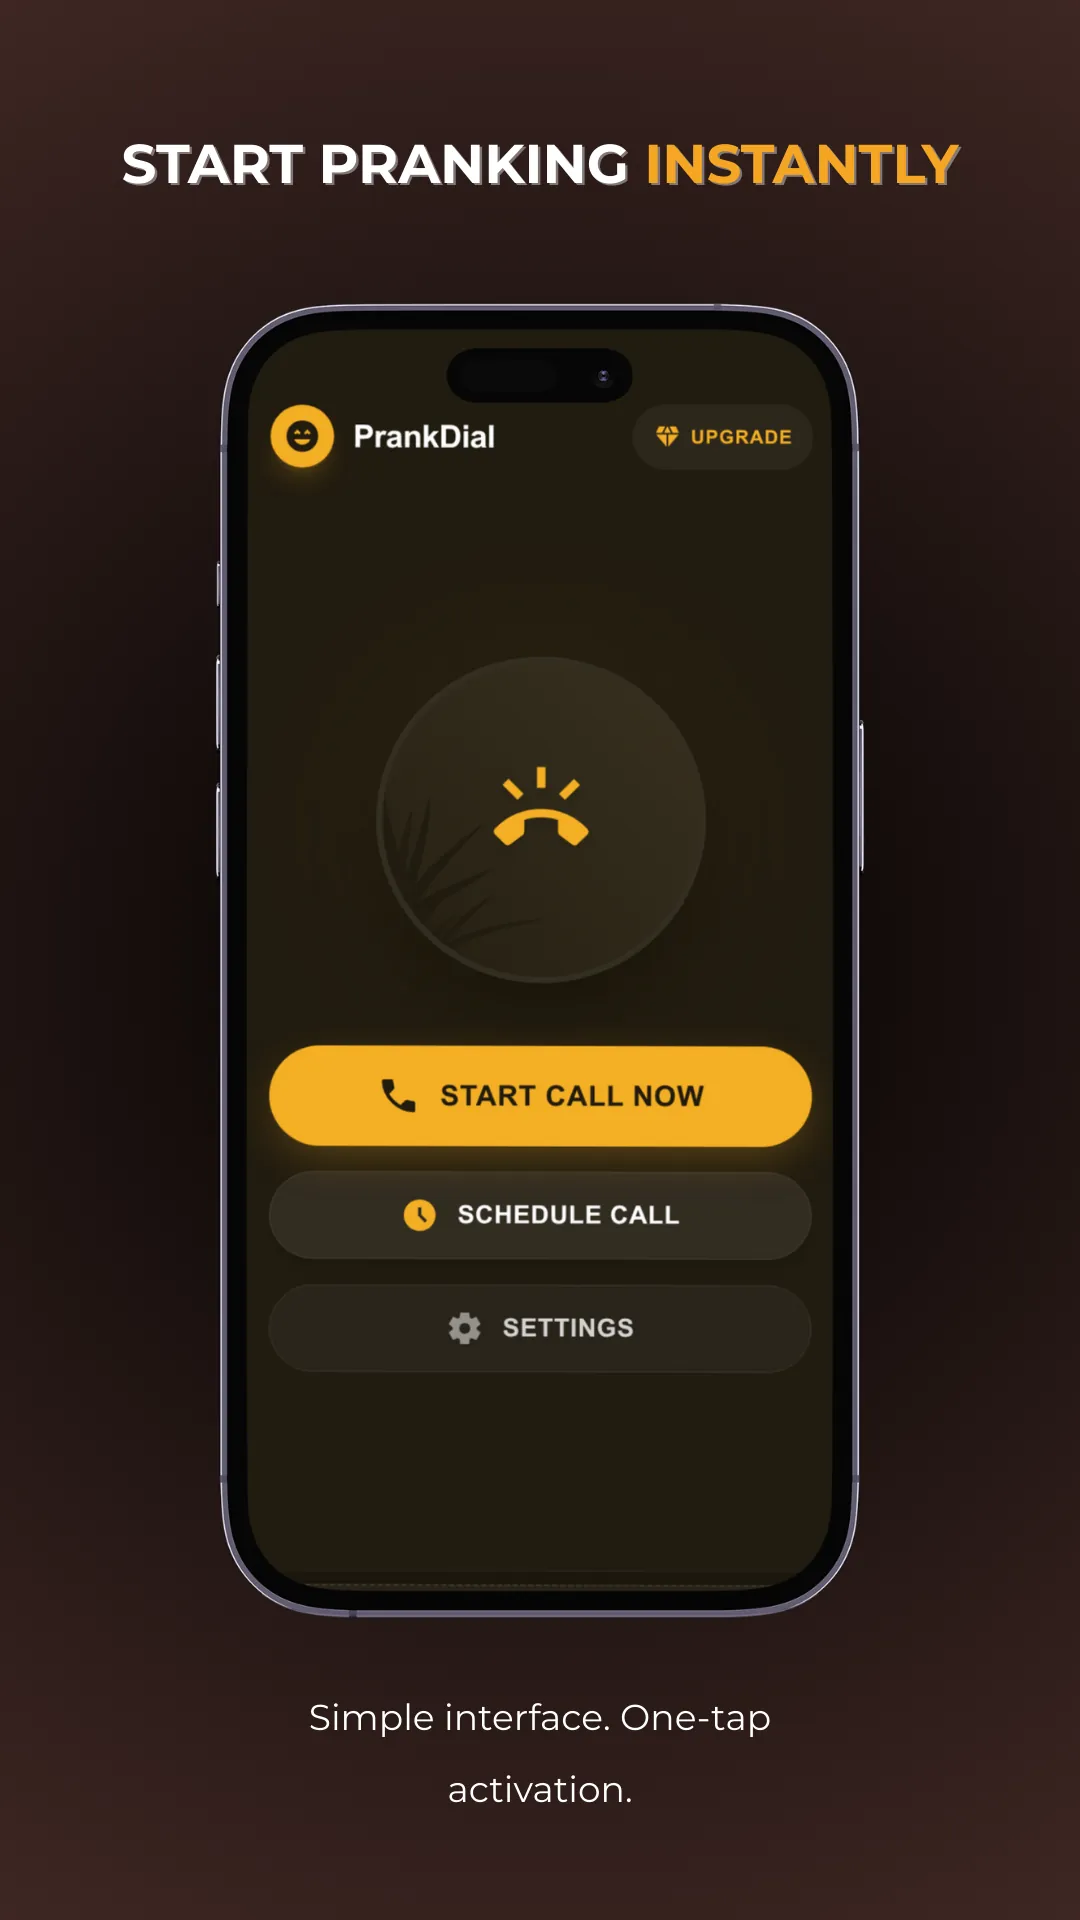 START PRANKING INSTANTLY
PrankDial
UPGRADE
START CALL NOW
SCHEDULE CALL
SETTINGS
Simple interface. One-tap
activation.